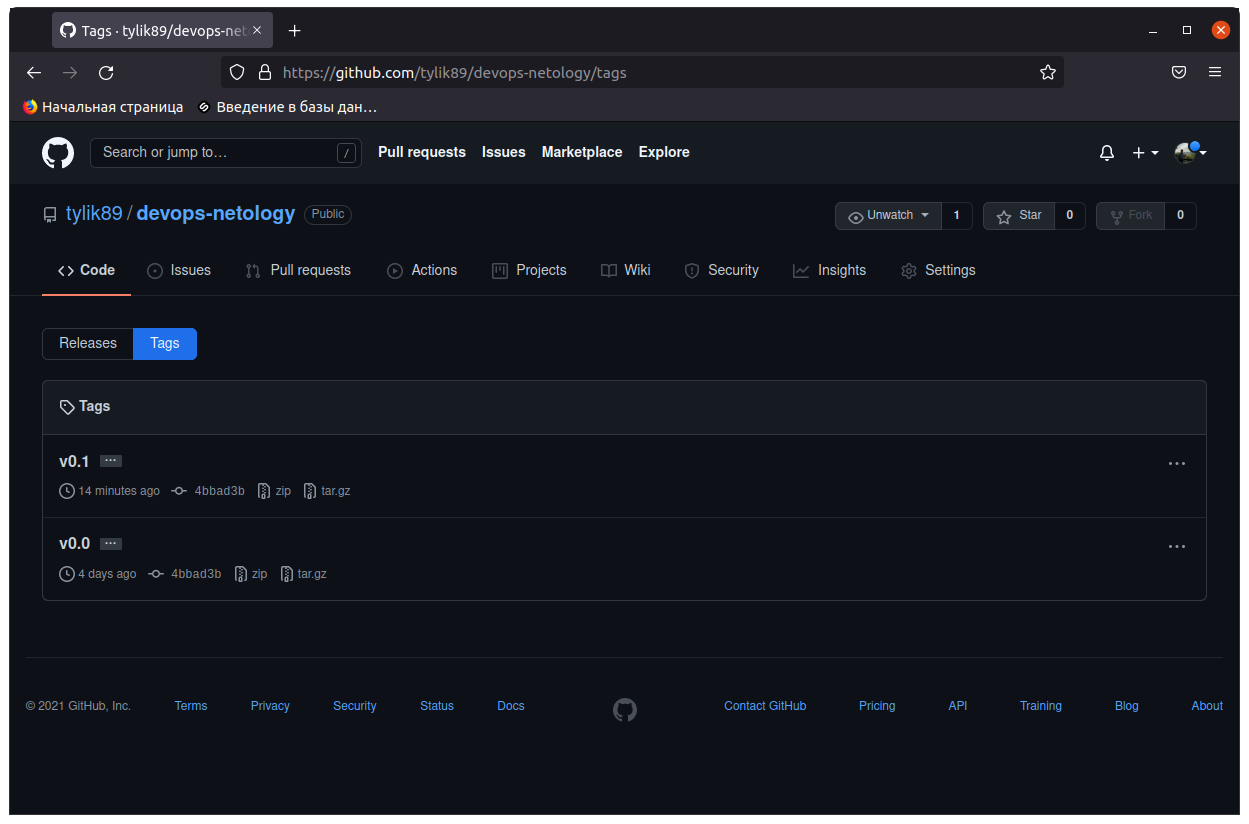 Tags · tylik89/devops-net
https://github.com/tylik89/devops-netology/tags
Начальная страница Введение в базы дан…
Search or jump to… / Pull requests Issues Marketplace Explore
tylik89 / devops-netology Public Unwatch 1 Star 0 Fork 0
Code Issues Pull requests Actions Projects Wiki Security Insights Settings
Releases Tags
Tags
v0.1 …
14 minutes ago 4bbad3b zip tar.gz
v0.0 …
4 days ago 4bbad3b zip tar.gz
© 2021 GitHub, Inc. Terms Privacy Security Status Docs Contact GitHub Pricing API Training Blog About